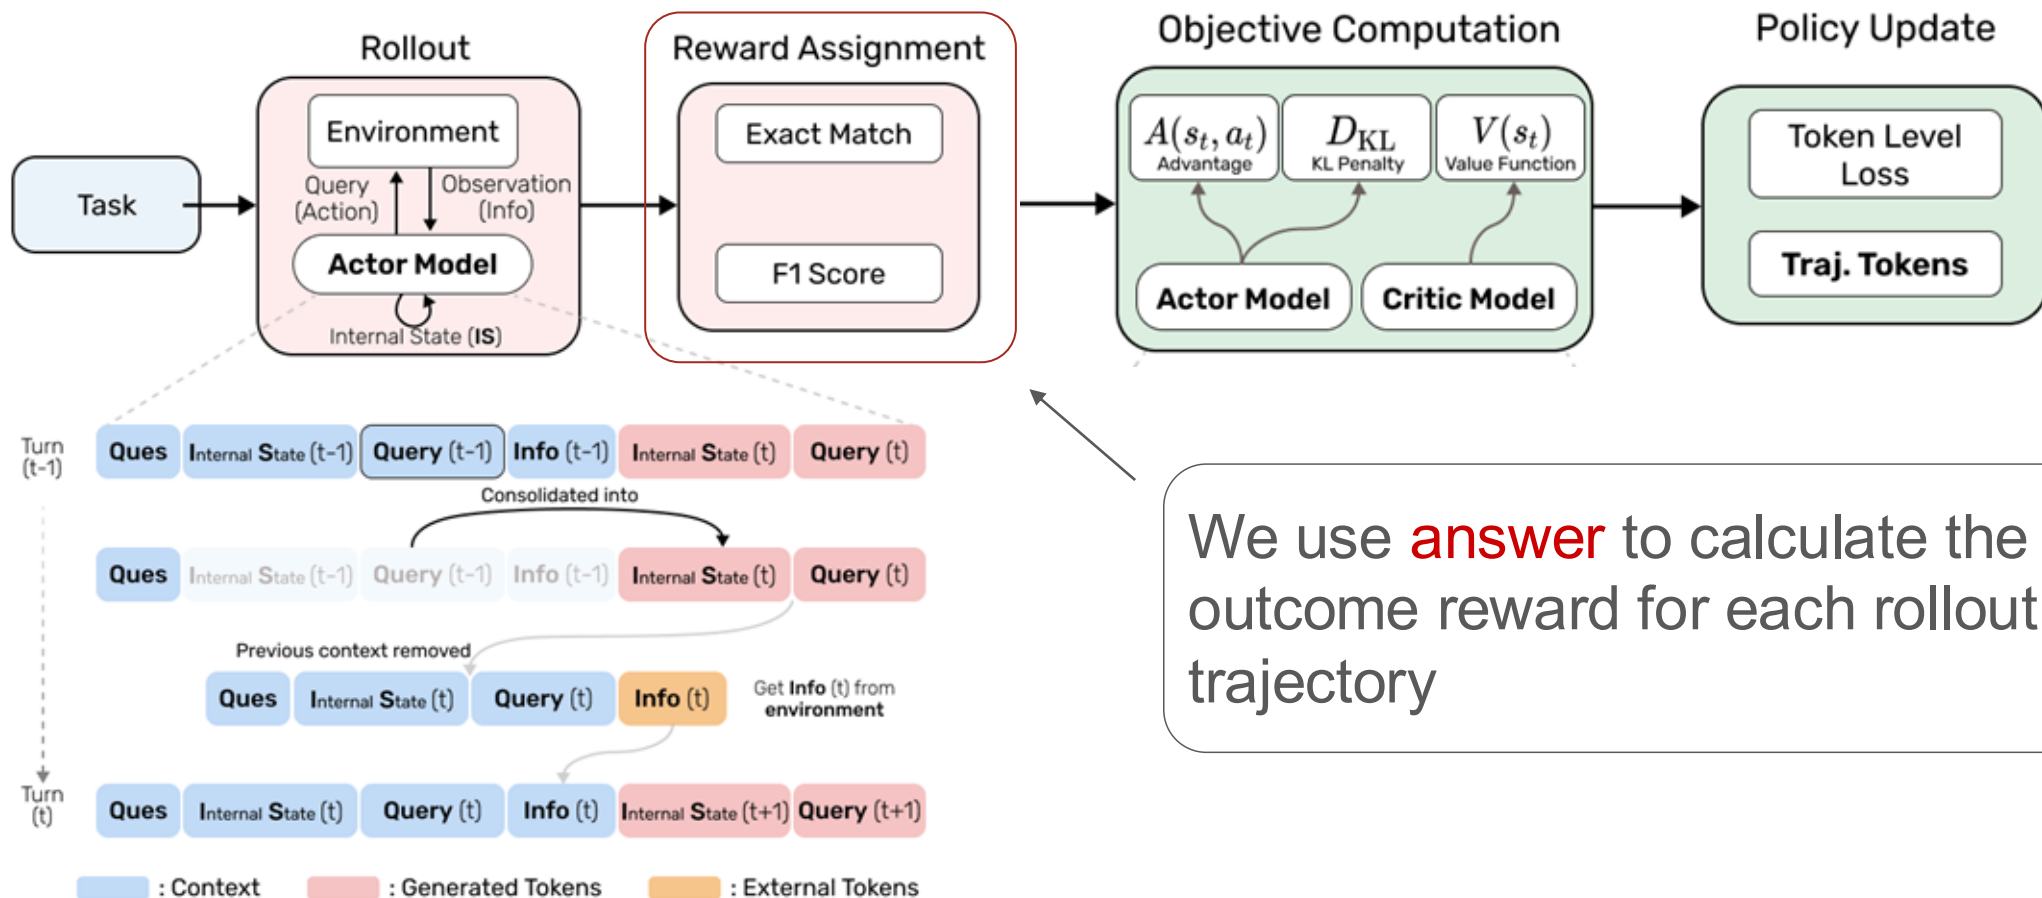 Rollout
Reward Assignment
Objective Computation
Policy Update
Task
Environment
Query
(Action)
Observation
(Info)
Actor Model
Internal State (IS)
Exact Match
F1 Score
A(s_t, a_t)
Advantage
D_KL
KL Penalty
V(s_t)
Value Function
Actor Model
Critic Model
Token Level
Loss
Traj. Tokens
Turn
(t-1)
Ques Internal State (t-1) Query (t-1) Info (t-1) Internal State (t) Query (t)
Consolidated into
Ques Internal State (t-1) Query (t-1) Info (t-1) Internal State (t) Query (t)
Previous context removed
Ques Internal State (t) Query (t) Info (t)
Get Info (t) from
environment
Turn
(t)
Ques Internal State (t) Query (t) Info (t) Internal State (t+1) Query (t+1)
: Context : Generated Tokens : External Tokens
We use answer to calculate the
outcome reward for each rollout
trajectory